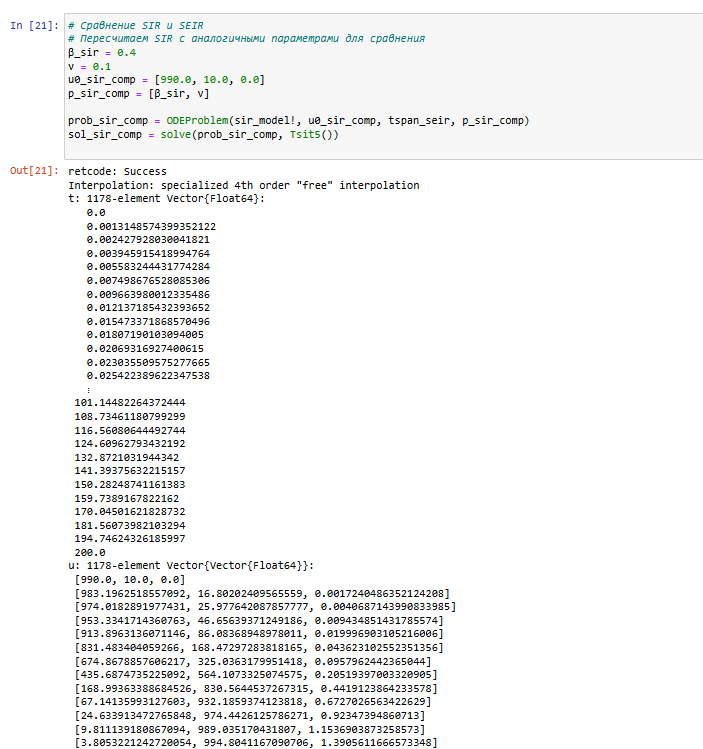 In [21]: # Сравнение SIR и SEIR
# Пересчитаем SIR с аналогичными параметрами для сравнения
β_sir = 0.4
ν = 0.1
u0_sir_comp = [990.0, 10.0, 0.0]
p_sir_comp = [β_sir, ν]
prob_sir_comp = ODEProblem(sir_model!, u0_sir_comp, tspan_seir, p_sir_comp)
sol_sir_comp = solve(prob_sir_comp, Tsit5())
Out[21]: retcode: Success
Interpolation: specialized 4th order "free" interpolation
t: 1178-element Vector{Float64}:
0.0
0.0013148574399352122
0.002427928030041821
0.003945915418994764
0.005583244431774284
0.007498676528085306
0.009663980012335486
0.012137185432393652
0.015473371868570496
0.01807190103094005
0.02069316927400615
0.023035509575277665
0.025422389622347538
⋮
101.14482264372444
108.73461180799299
116.56080644492744
124.60962793432192
132.8721031944342
141.39375632215157
150.28248741161383
159.7389167822162
170.04501621828732
181.56073982103294
194.74624326185997
200.0
u: 1178-element Vector{Vector{Float64}}:
[990.0, 10.0, 0.0]
[983.1962518557092, 16.80202409565559, 0.0017240486352124208]
[974.0182891977431, 25.977642087857777, 0.0040687143990833985]
[953.3341714360763, 46.65639371249186, 0.009434851431785574]
[913.8963136071146, 86.08368948978011, 0.019996903105216006]
[831.483404059266, 168.47297283818165, 0.043623102552351356]
[674.8678857606217, 325.0363179951418, 0.0957962442365044]
[435.6874735225092, 564.1073325074575, 0.20519397003320905]
[168.99363388684526, 830.5644537267315, 0.4419123864233578]
[67.14135993127603, 932.1859374123818, 0.6727026563422629]
[24.633913472765848, 974.4426125786271, 0.92347394860713]
[9.811139180867094, 989.035170431807, 1.1536903873258573]
[3.8053221242720054, 994.8041167090706, 1.3905611666573348]